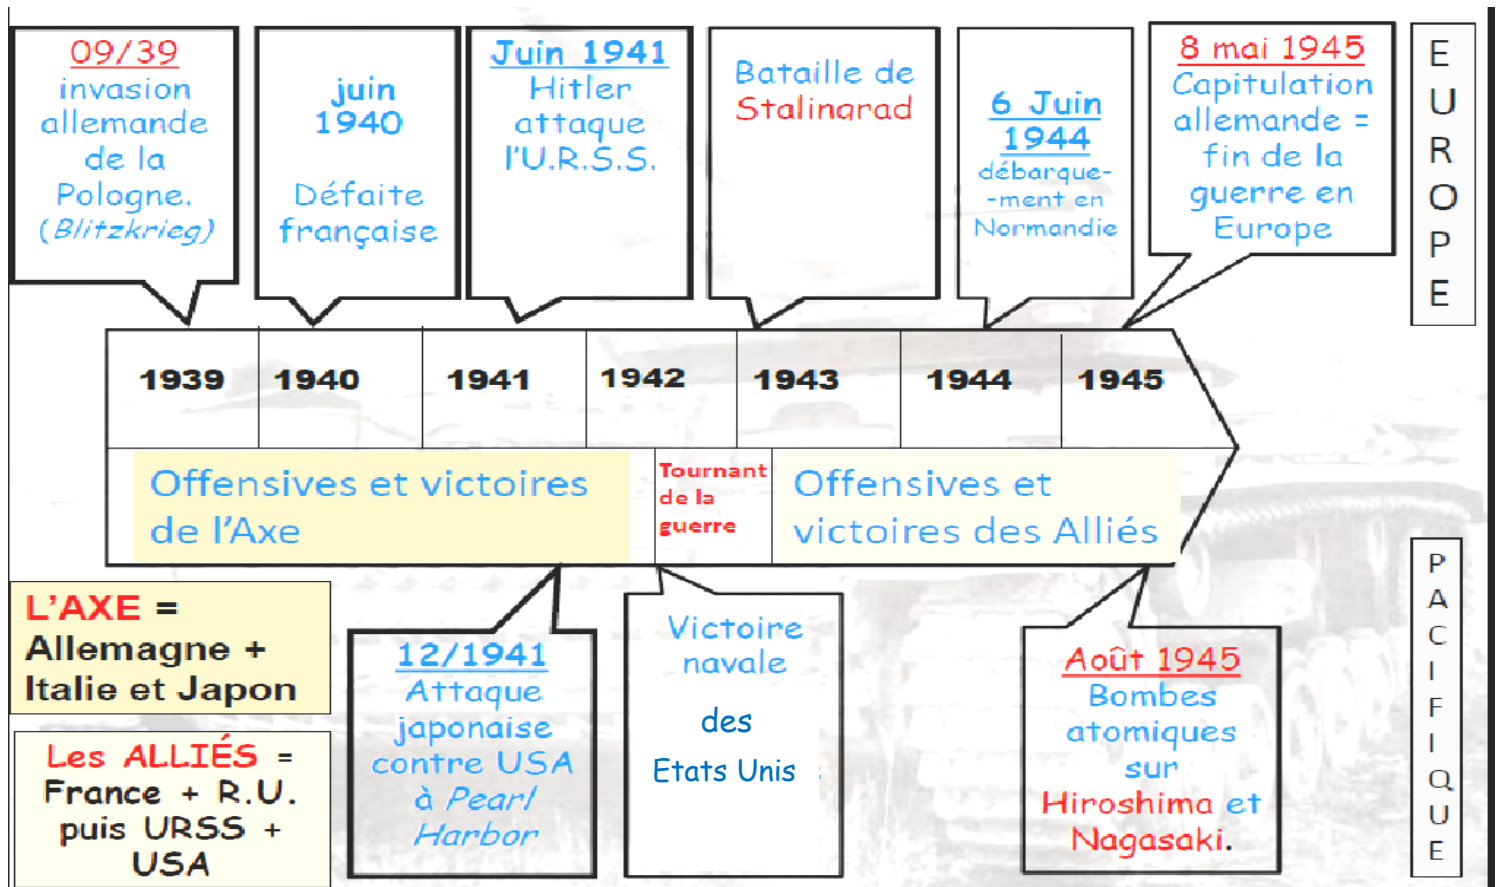 09/39
invasion
allemande
de la
Pologne.
(Blitzkrieg)
juin
1940
Défaite
française
Juin 1941
Hitler
attaque
l'U.R.S.S.
Bataille de
Stalingrad
6 Juin
1944
débarque-
-ment en
Normandie
8 mai 1945
Capitulation
allemande =
fin de la
guerre en
Europe
E
U
R
O
P
E
1939
1940
1941
1942
1943
1944
1945
Offensives et victoires
de l'Axe
Tournant
de la
guerre
Offensives et
victoires des Alliés
L'AXE =
Allemagne +
Italie et Japon
Les ALLIÉS =
France + R.U.
puis URSS +
USA
12/1941
Attaque
japonaise
contre USA
à Pearl
Harbor
Victoire
navale
des
Etats Unis
Août 1945
Bombes
atomiques
sur
Hiroshima et
Nagasaki.
P
A
C
I
F
I
Q
U
E